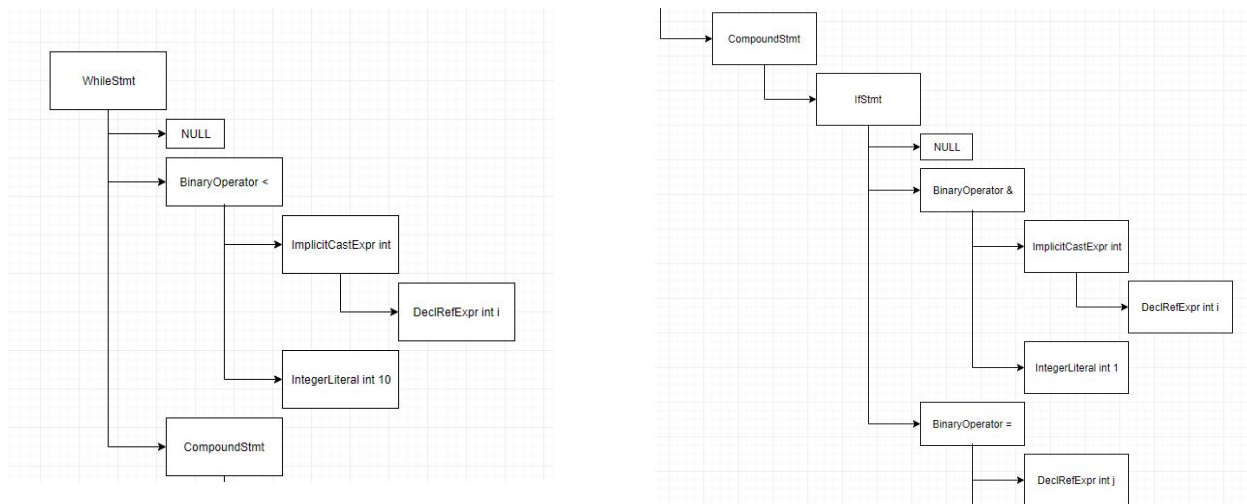 WhileStmt
NULL
BinaryOperator <
ImplicitCastExpr int
DeclRefExpr int i
IntegerLiteral int 10
CompoundStmt
CompoundStmt
IfStmt
NULL
BinaryOperator &
ImplicitCastExpr int
DeclRefExpr int i
IntegerLiteral int 1
BinaryOperator =
DeclRefExpr int j